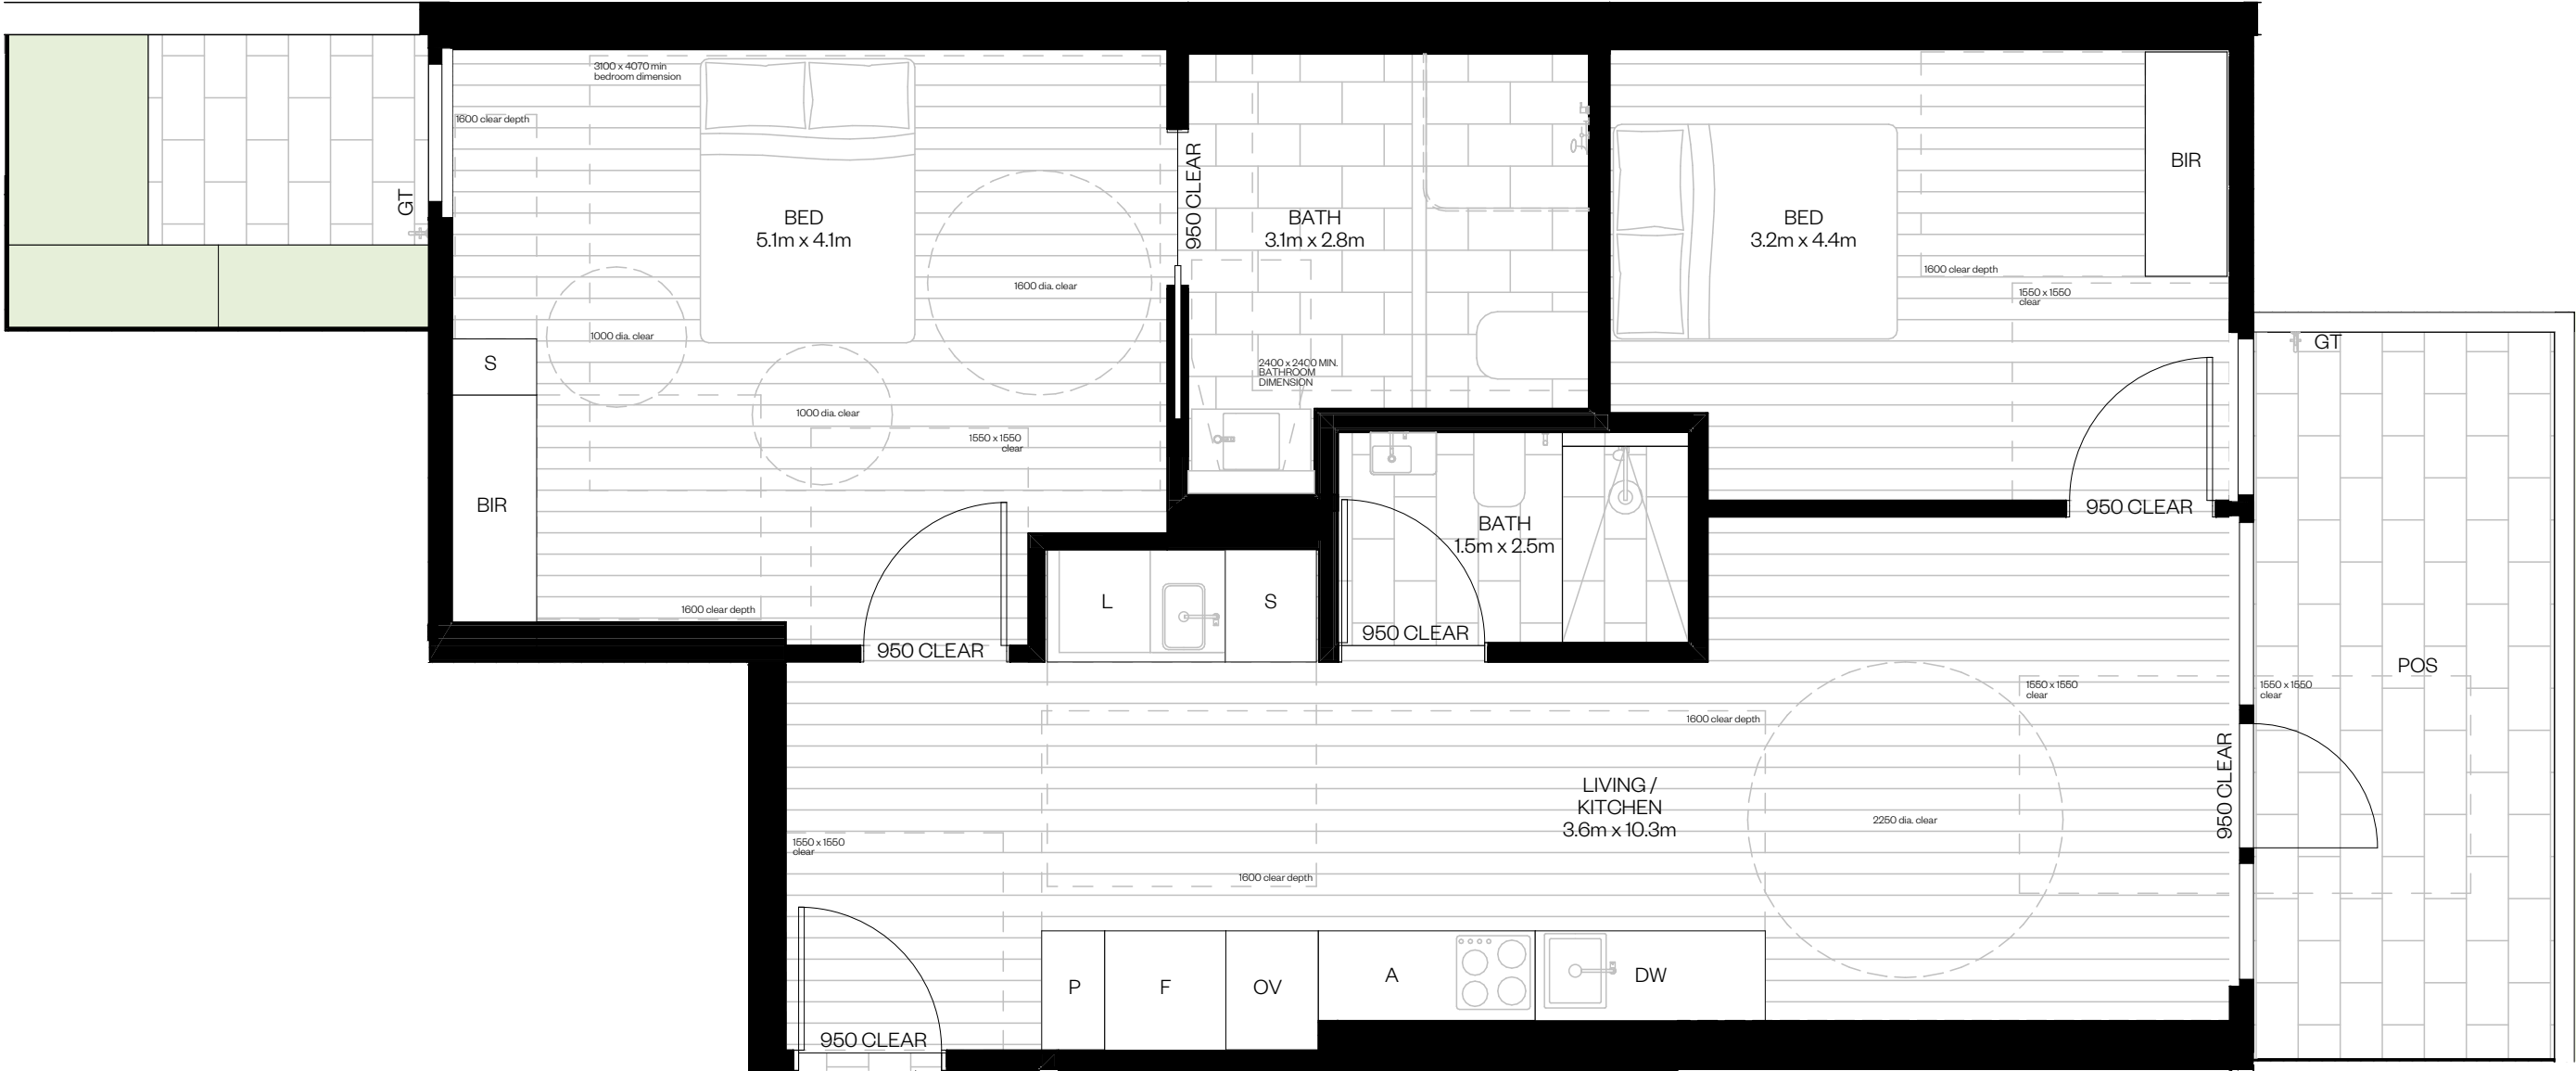 3100 x 4070 min
bedroom dimension
1600 clear depth
GT
BED
5.1m x 4.1m
1600 dia. clear
1000 dia. clear
1000 dia. clear
1550 x 1550
clear
S
BIR
1600 clear depth
950 CLEAR
950 CLEAR
BATH
3.1m x 2.8m
2400 x 2400 MIN.
BATHROOM
DIMENSION
BED
3.2m x 4.4m
BIR
1600 clear depth
1550 x 1550
clear
950 CLEAR
GT
L
S
BATH
1.5m x 2.5m
950 CLEAR
POS
1550 x 1550
clear
1550 x 1550
clear
1600 clear depth
LIVING /
KITCHEN
3.6m x 10.3m
2250 dia. clear
950 CLEAR
1550 x 1550
clear
1600 clear depth
P
F
OV
A
DW
950 CLEAR